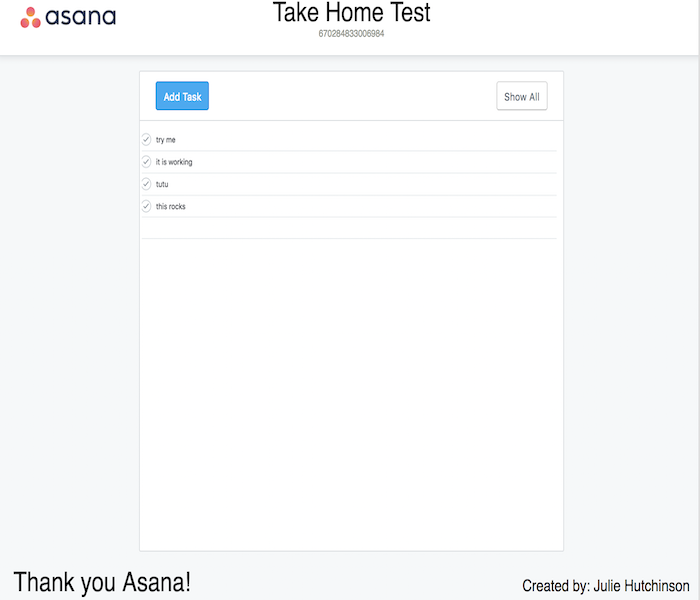 asana
Take Home Test
670284833006984
Add Task
Show All
try me
it is working
tutu
this rocks
Thank you Asana!
Created by: Julie Hutchinson